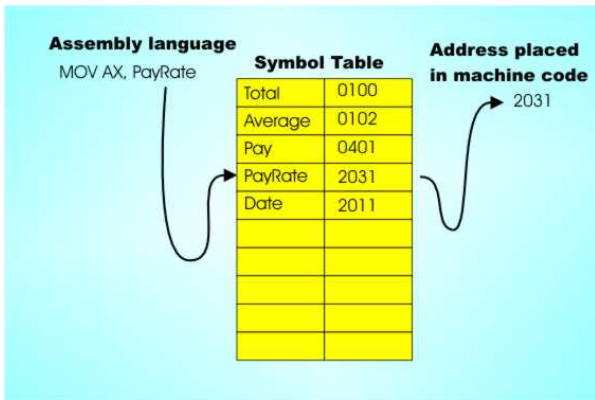 Assembly language
MOV AX, PayRate
Symbol Table
Total 0100
Average 0102
Pay 0401
PayRate 2031
Date 2011
Address placed
in machine code
2031